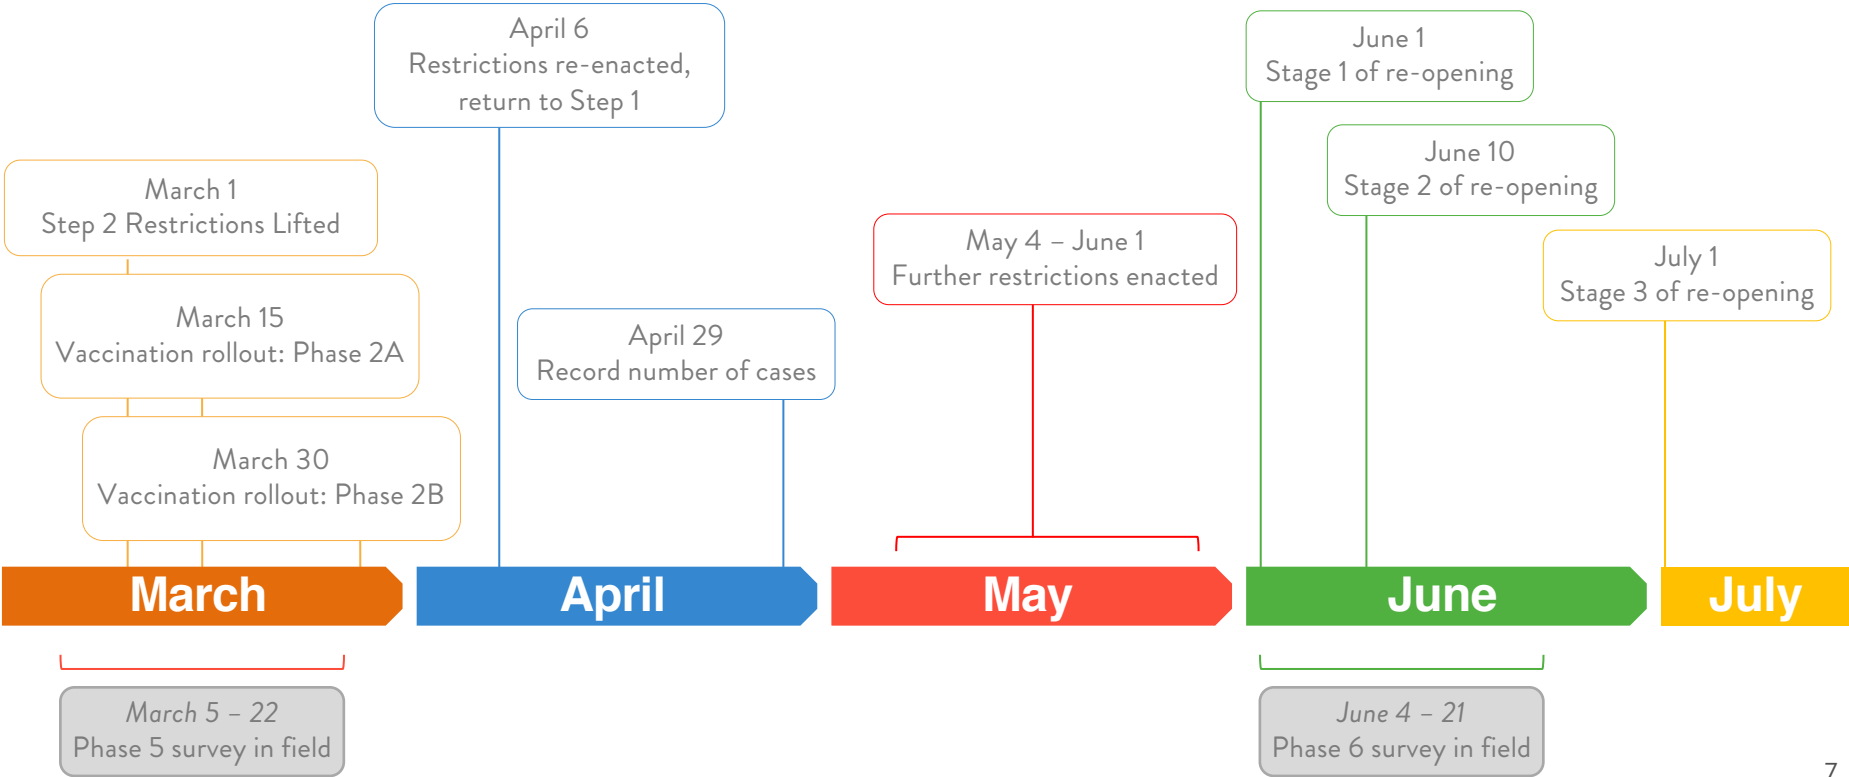 April 6
Restrictions re-enacted,
return to Step 1
June 1
Stage 1 of re-opening
June 10
Stage 2 of re-opening
March 1
Step 2 Restrictions Lifted
May 4 – June 1
Further restrictions enacted
July 1
Stage 3 of re-opening
March 15
Vaccination rollout: Phase 2A
April 29
Record number of cases
March 30
Vaccination rollout: Phase 2B
March
April
May
June
July
March 5 – 22
Phase 5 survey in field
June 4 – 21
Phase 6 survey in field
7